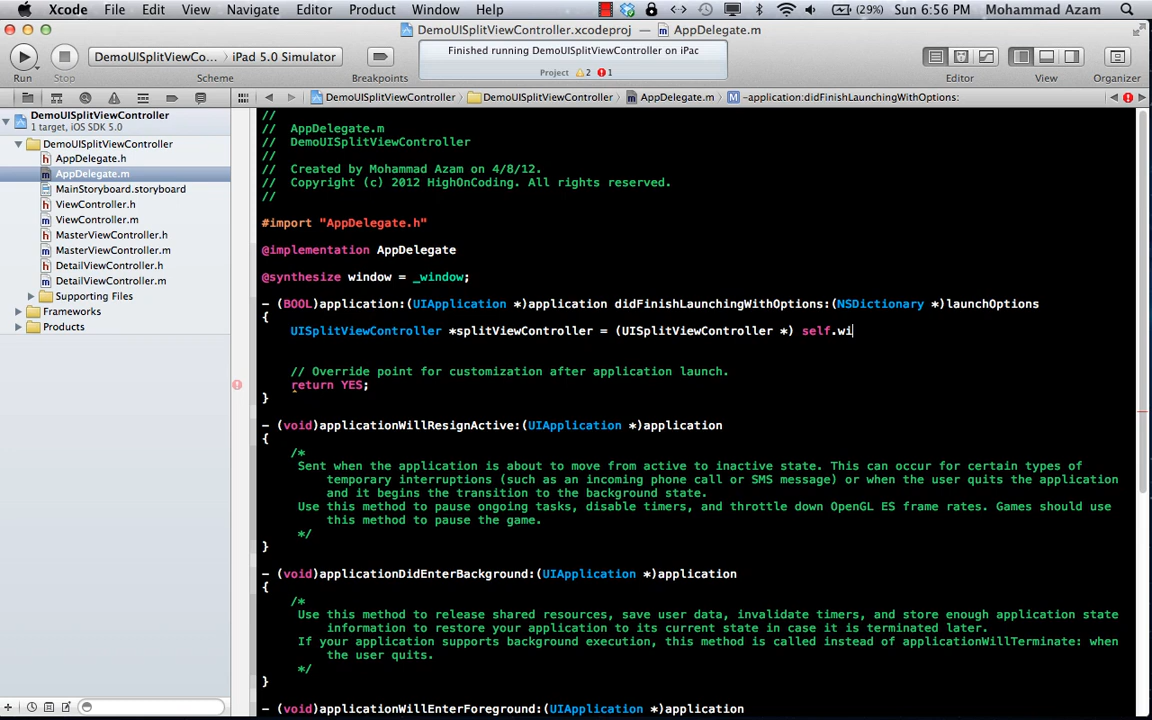 Xcode File Edit View Navigate Editor Product Window Help (29%) Sun 6:56 PM Mohammad Azam
DemoUISplitViewController.xcodeproj — AppDelegate.m
Run Stop DemoUISplitViewCo... iPad 5.0 Simulator
Scheme Breakpoints
Finished running DemoUISplitViewController on iPac
Project 2 1
Editor View Organizer
DemoUISplitViewController DemoUISplitViewController AppDelegate.m -application:didFinishLaunchingWithOptions:
DemoUISplitViewController
1 target, iOS SDK 5.0
DemoUISplitViewController
AppDelegate.h
AppDelegate.m
MainStoryboard.storyboard
ViewController.h
ViewController.m
MasterViewController.h
MasterViewController.m
DetailViewController.h
DetailViewController.m
Supporting Files
Frameworks
Products
//
// AppDelegate.m
// DemoUISplitViewController
//
// Created by Mohammad Azam on 4/8/12.
// Copyright (c) 2012 HighOnCoding. All rights reserved.
//
#import "AppDelegate.h"
@implementation AppDelegate
@synthesize window = _window;
- (BOOL)application:(UIApplication *)application didFinishLaunchingWithOptions:(NSDictionary *)launchOptions
{
UISplitViewController *splitViewController = (UISplitViewController *) self.wi
// Override point for customization after application launch.
return YES;
}
- (void)applicationWillResignActive:(UIApplication *)application
{
/*
Sent when the application is about to move from active to inactive state. This can occur for certain types of
temporary interruptions (such as an incoming phone call or SMS message) or when the user quits the application
and it begins the transition to the background state.
Use this method to pause ongoing tasks, disable timers, and throttle down OpenGL ES frame rates. Games should use
this method to pause the game.
*/
}
- (void)applicationDidEnterBackground:(UIApplication *)application
{
/*
Use this method to release shared resources, save user data, invalidate timers, and store enough application state
information to restore your application to its current state in case it is terminated later.
If your application supports background execution, this method is called instead of applicationWillTerminate: when
the user quits.
*/
}
- (void)applicationWillEnterForeground:(UIApplication *)application